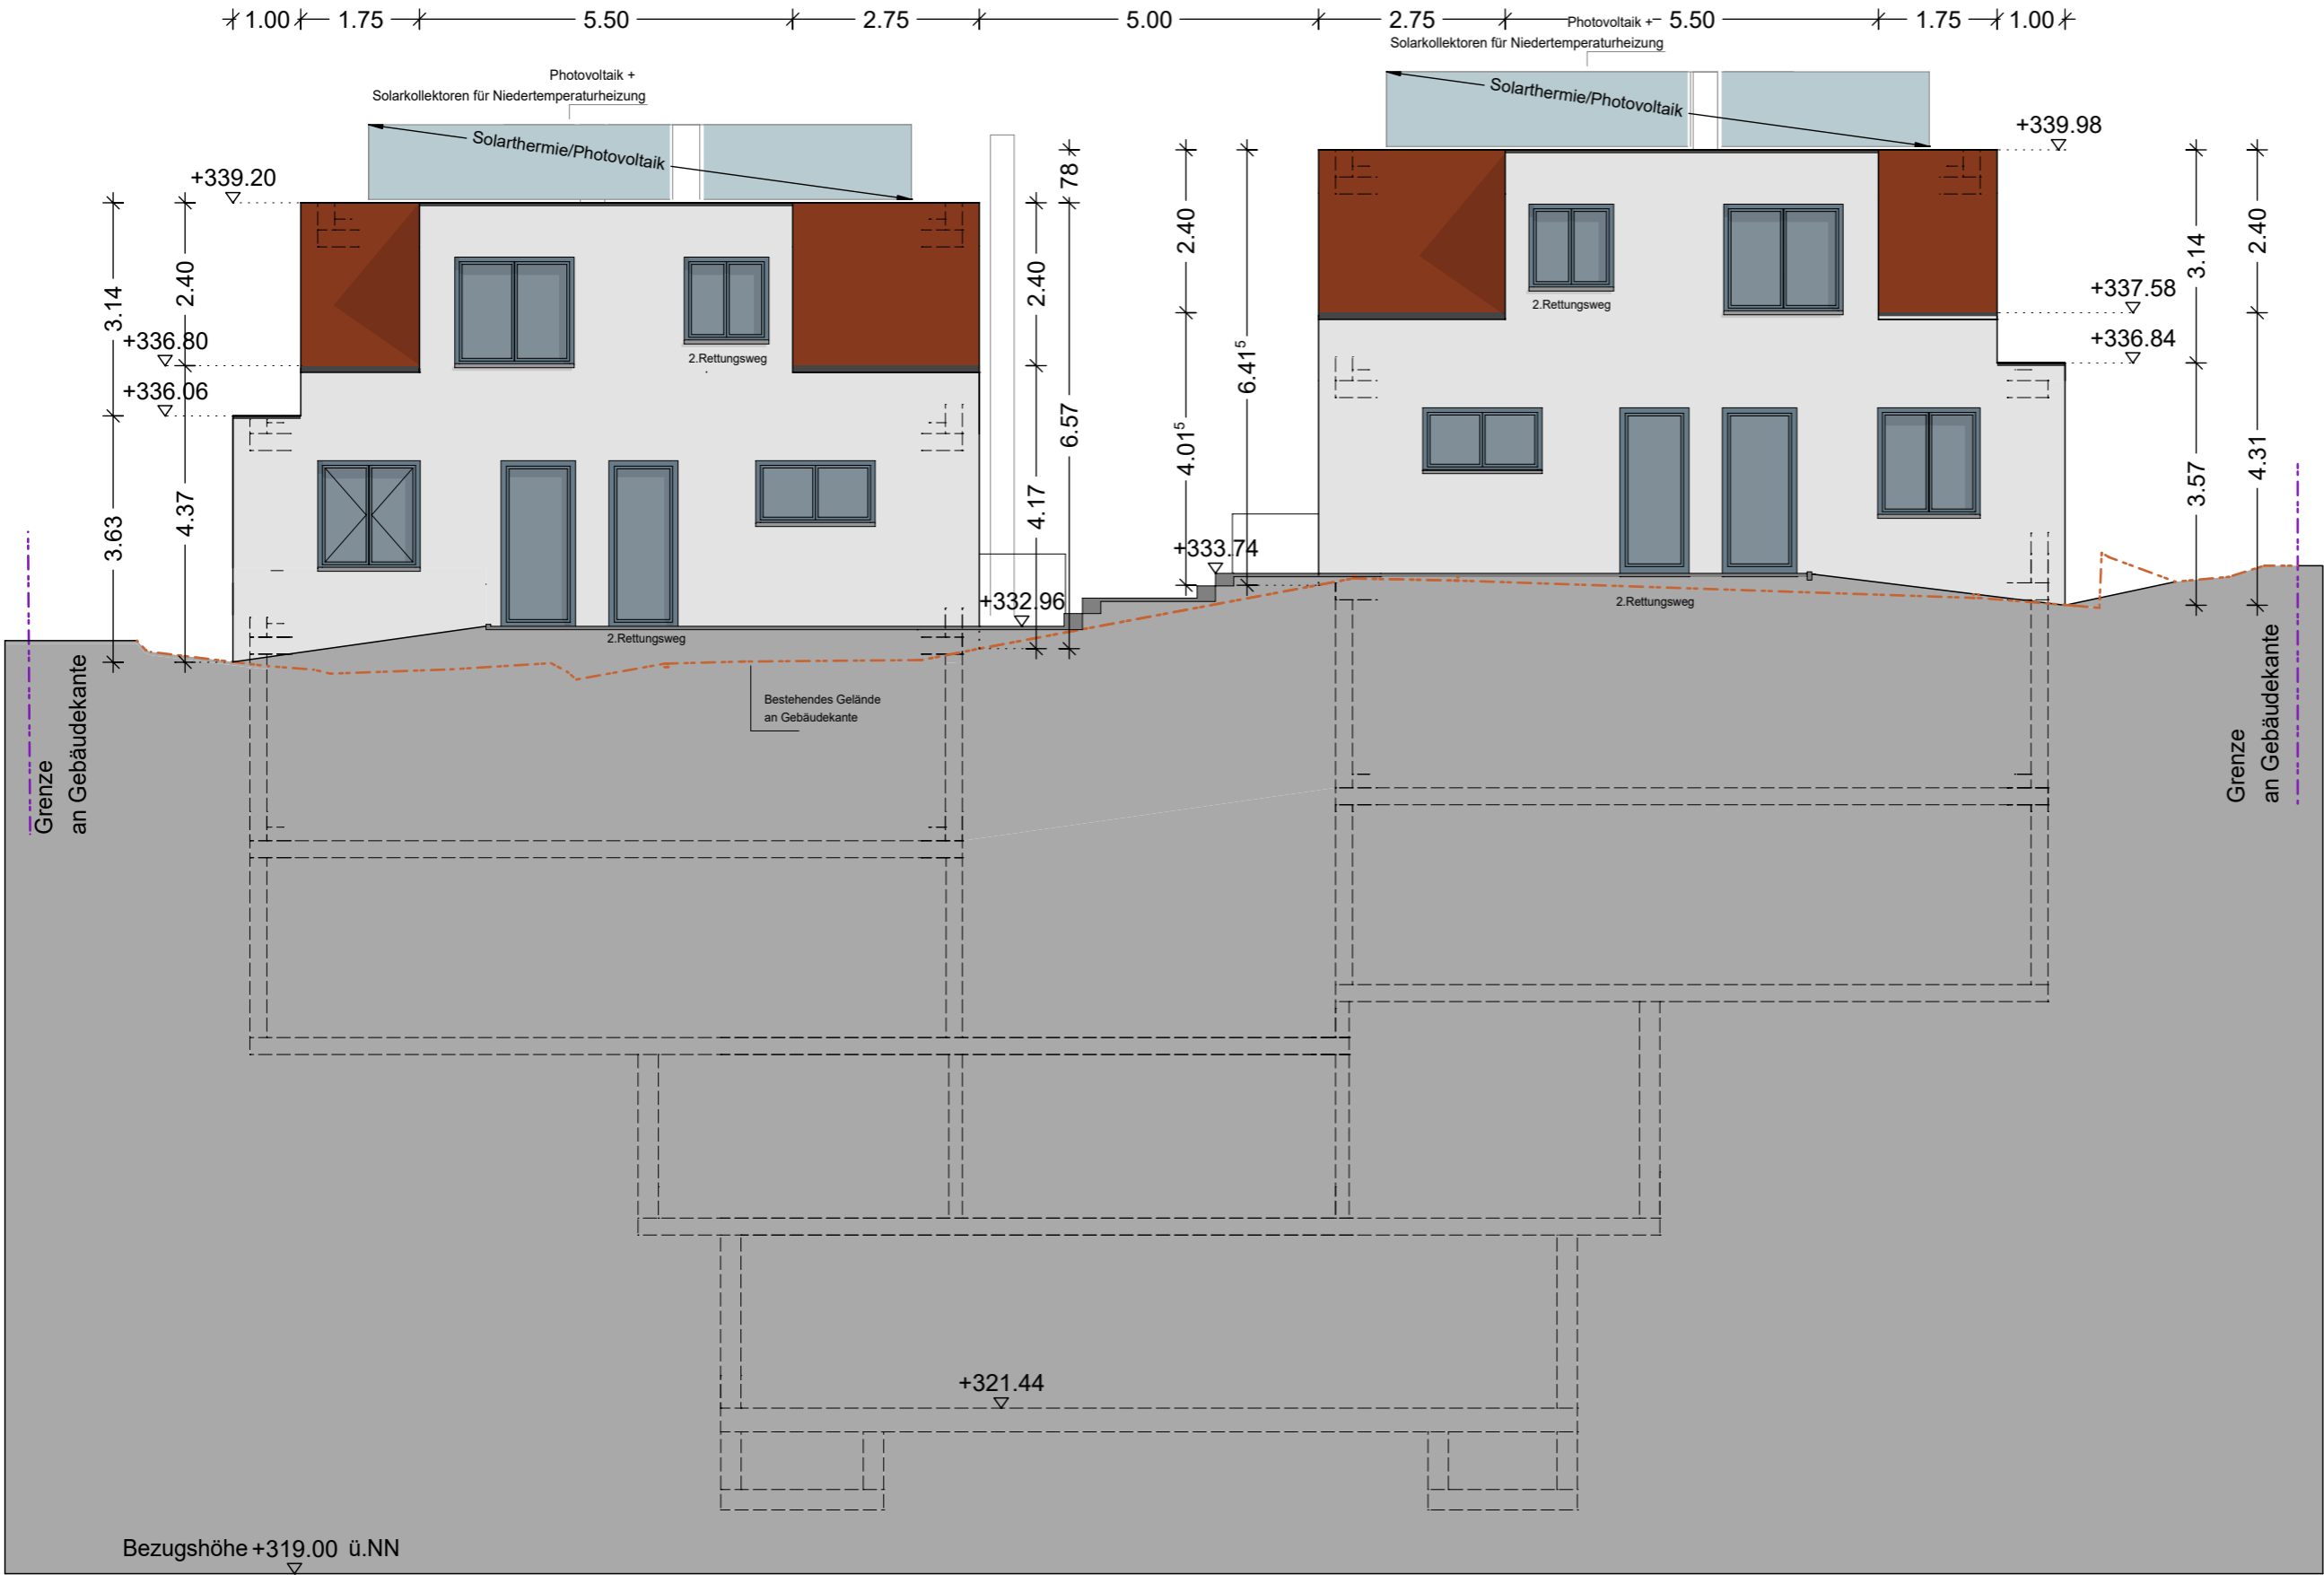 1.00 1.75 5.50 2.75 5.00 2.75 5.50 1.75 1.00
Photovoltaik +
Solarkollektoren für Niedertemperaturheizung
Photovoltaik +
Solarkollektoren für Niedertemperaturheizung
Solarthermie/Photovoltaik
Solarthermie/Photovoltaik
+339.20
+336.80
+336.06
3.14
3.63
2.40
4.37
2.Rettungsweg
2.Rettungsweg
2.40
4.17
78
6.57
+332.96
2.40
4.01⁵
6.41⁵
+333.74
2.Rettungsweg
2.Rettungsweg
+339.98
+337.58
+336.84
3.14
3.57
2.40
4.31
Grenze
an Gebäudekante
Bestehendes Gelände
an Gebäudekante
Grenze
an Gebäudekante
+321.44
Bezugshöhe +319.00 ü.NN